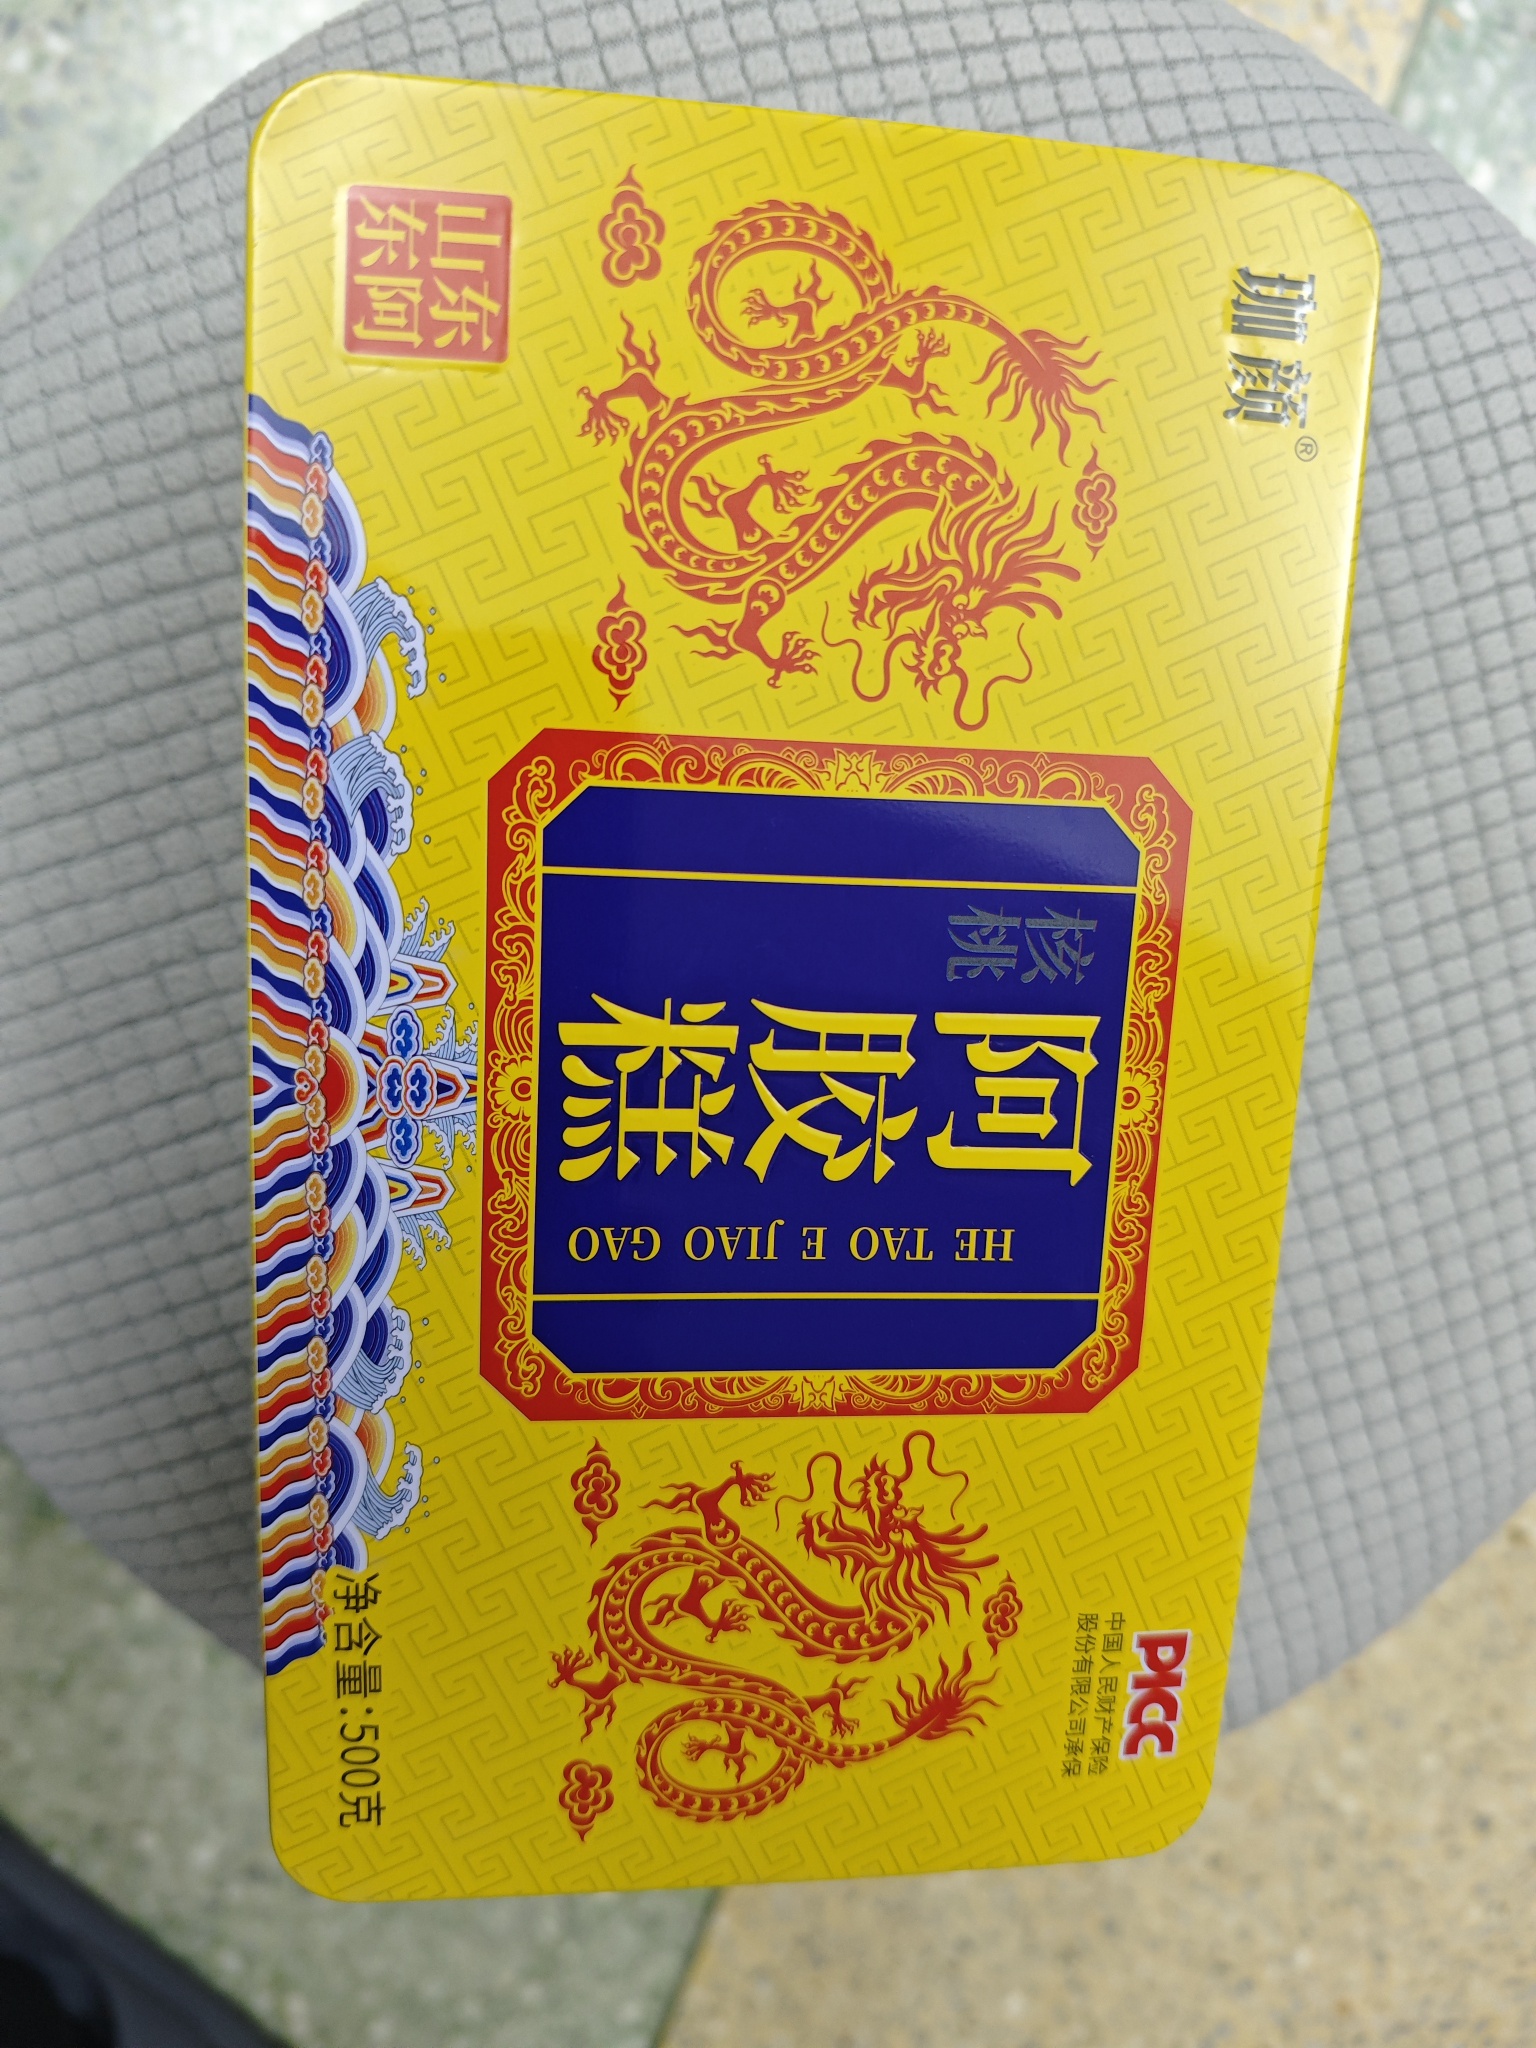 珈颜®
山东
东阿
核桃
阿胶糕
HE TAO E JIAO GAO
PICC
中国人民财产保险
股份有限公司承保
净含量:500克